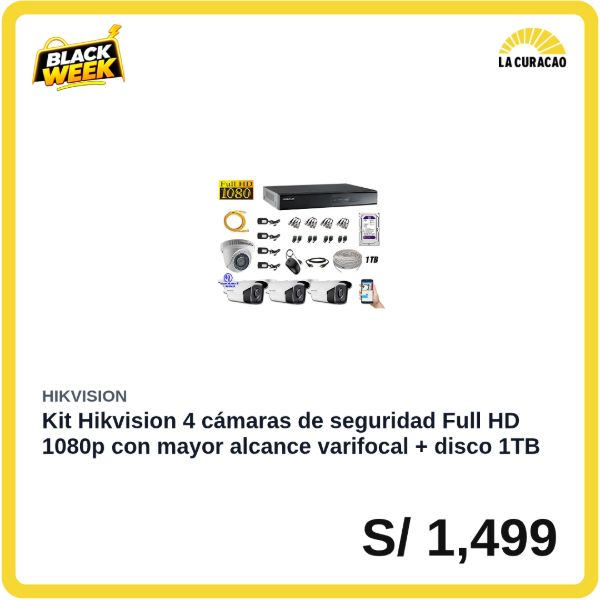 BLACK
WEEK
LA CURACAO
Full HD
1080
1TB
HIKVISION
Kit Hikvision 4 cámaras de seguridad Full HD
1080p con mayor alcance varifocal + disco 1TB
S/ 1,499